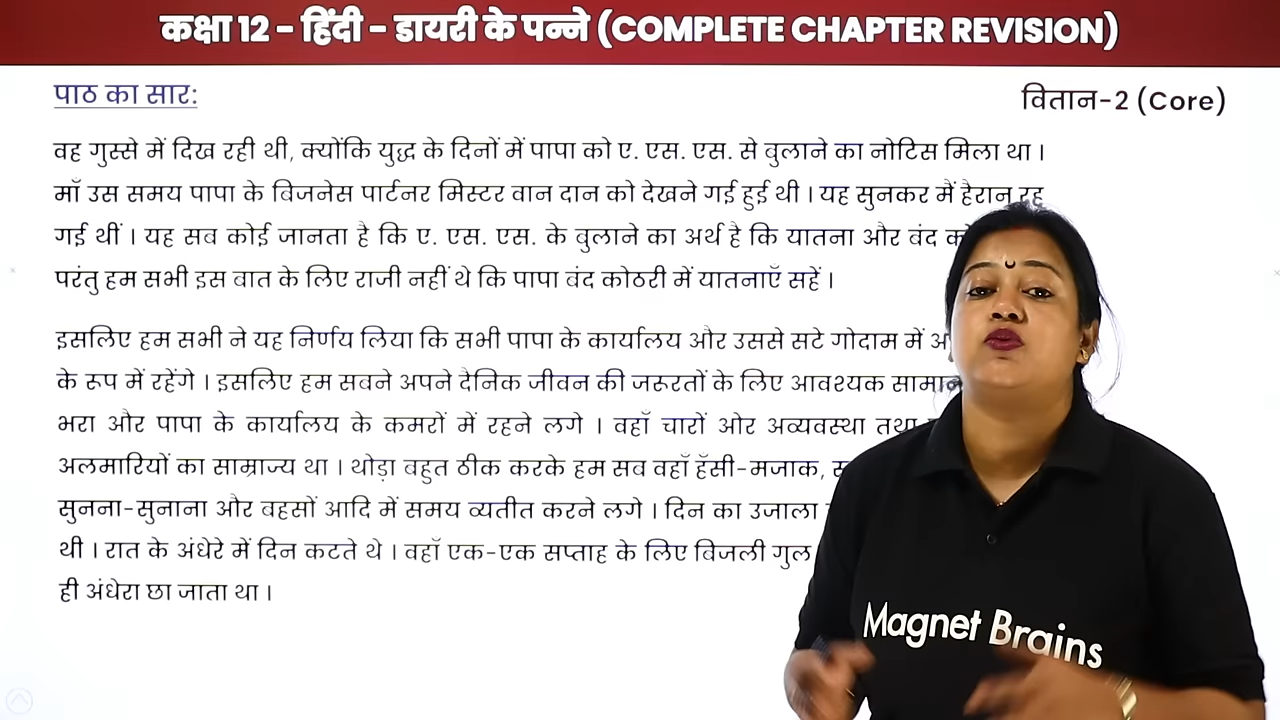 कक्षा 12 - हिंदी - डायरी के पन्ने (COMPLETE CHAPTER REVISION)
पाठ का सार:
वितान-2 (Core)
वह गुस्से में दिख रही थी, क्योंकि युद्ध के दिनों में पापा को ए. एस. एस. से बुलाने का नोटिस मिला था ।
माँ उस समय पापा के बिजनेस पार्टनर मिस्टर वान दान को देखने गई हुई थी । यह सुनकर मैं हैरान रह
गई थीं । यह सब कोई जानता है कि ए. एस. एस. के बुलाने का अर्थ है कि यातना और बंद
परंतु हम सभी इस बात के लिए राजी नहीं थे कि पापा बंद कोठरी में यातनाएँ सहें ।
इसलिए हम सभी ने यह निर्णय लिया कि सभी पापा के कार्यालय और उससे सटे गोदाम में
के रूप में रहेंगे । इसलिए हम सबने अपने दैनिक जीवन की जरूरतों के लिए आवश्यक सामान
भरा और पापा के कार्यालय के कमरों में रहने लगे । वहाँ चारों ओर अव्यवस्था तथा
अलमारियों का साम्राज्य था । थोड़ा बहुत ठीक करके हम सब वहाँ हँसी-मजाक,
सुनना-सुनाना और बहसों आदि में समय व्यतीत करने लगे । दिन का उजाला
थी । रात के अंधेरे में दिन कटते थे । वहाँ एक-एक सप्ताह के लिए बिजली गुल
ही अंधेरा छा जाता था ।
Magnet Brains